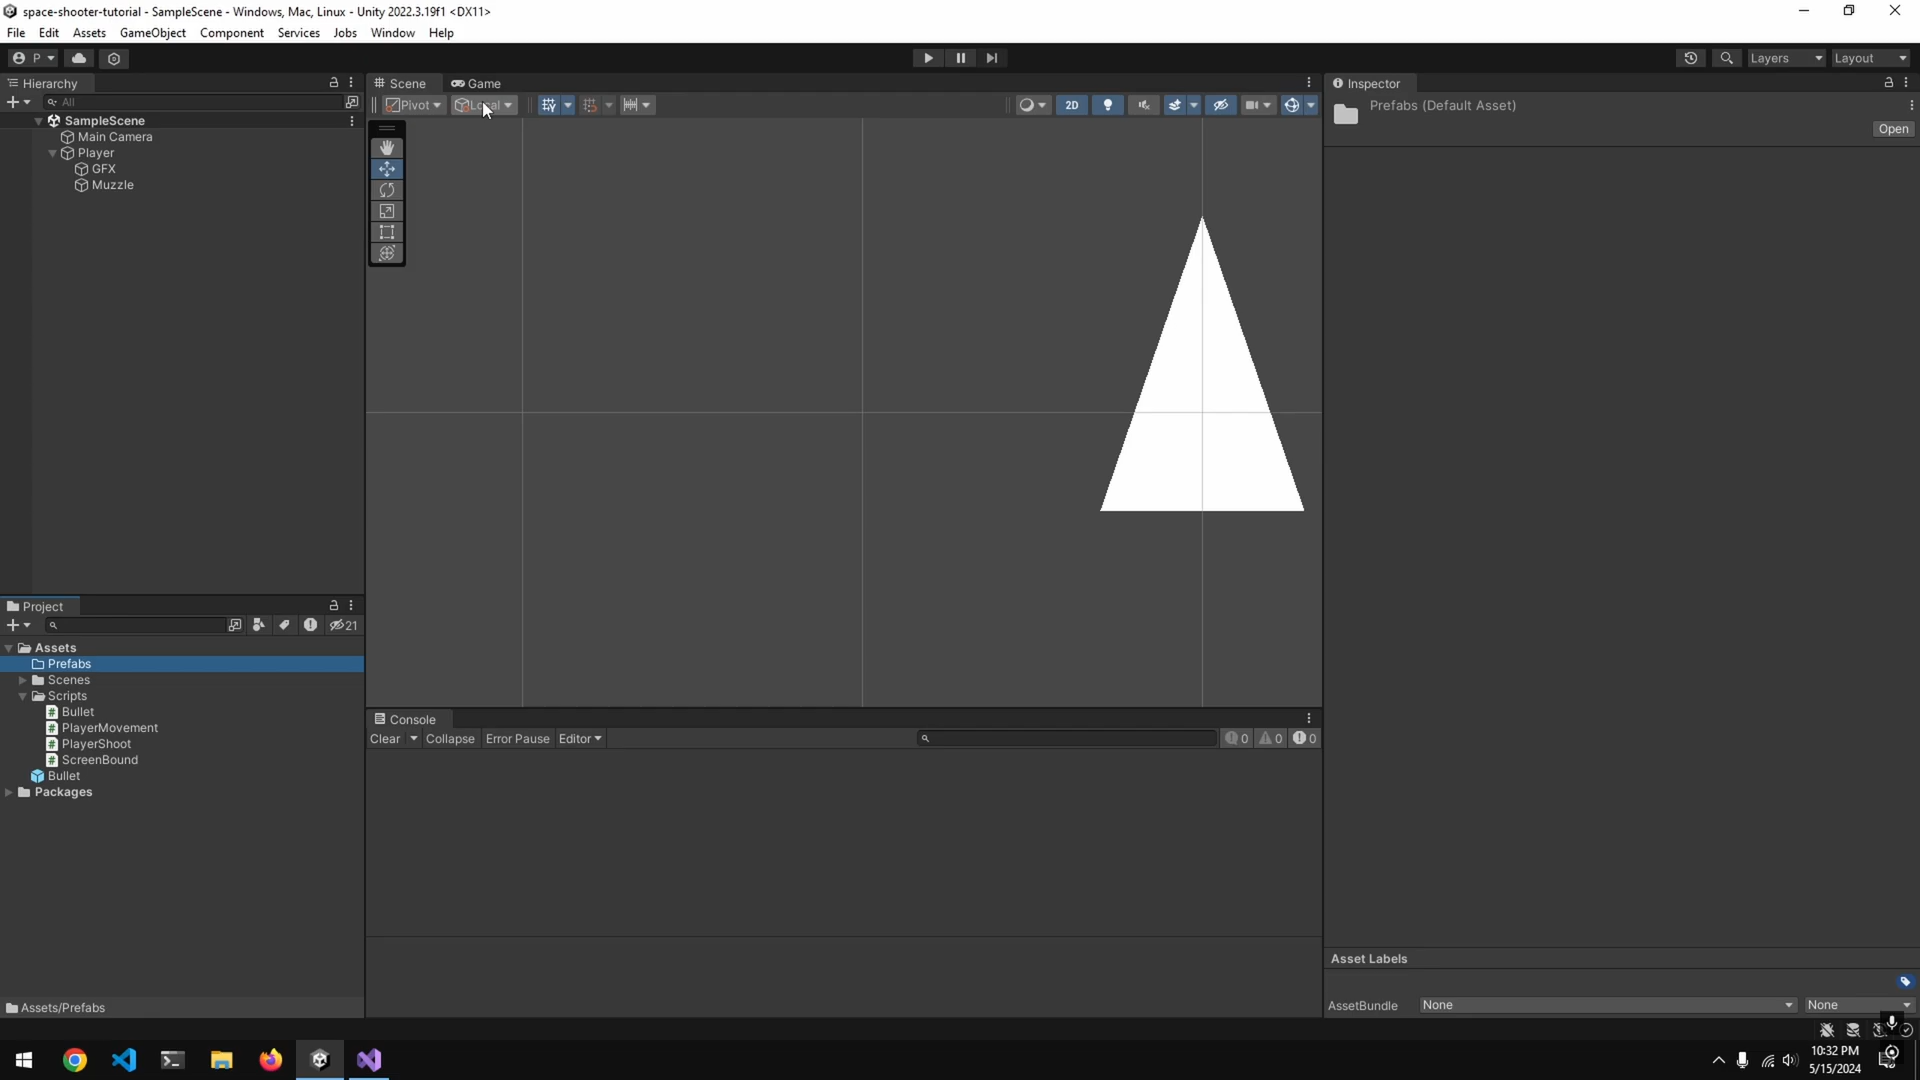 space-shooter-tutorial - SampleScene - Windows, Mac, Linux - Unity 2022.3.19f1 <DX11>
File Edit Assets GameObject Component Services Jobs Window Help
P Layers Layout
Hierarchy Scene Game Inspector
All Pivot Local 2D Prefabs (Default Asset)
SampleScene
Open
Main Camera
Player
GFX
Muzzle
Project
21
Assets
Prefabs
Scenes
Scripts
Bullet
PlayerMovement
PlayerShoot
ScreenBound
Bullet
Packages
Assets/Prefabs
Console
Clear Collapse Error Pause Editor 0 0 0
Asset Labels
AssetBundle None None
10:32 PM
5/15/2024